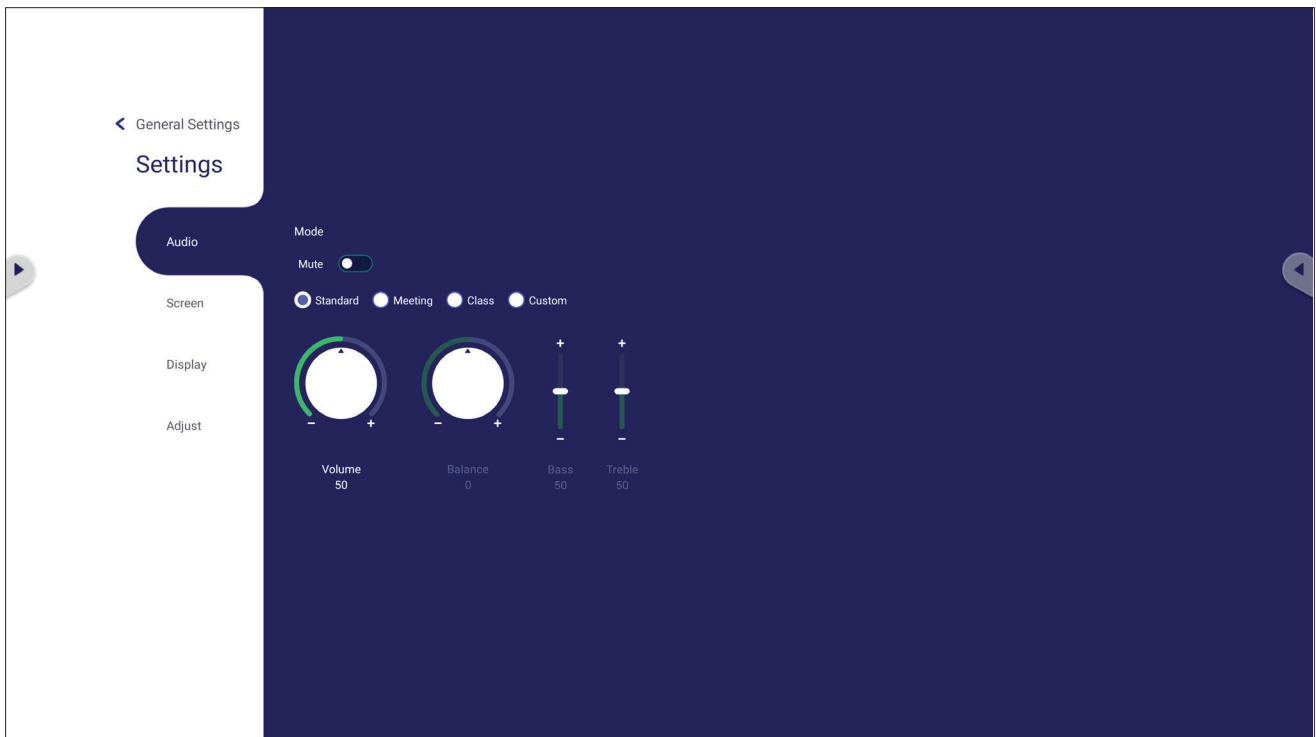 General Settings
Settings
Audio
Screen
Display
Adjust
Mode
Mute
Standard Meeting Class Custom
+ +
- + - +
- -
Volume Balance Bass Treble
50 0 50 50